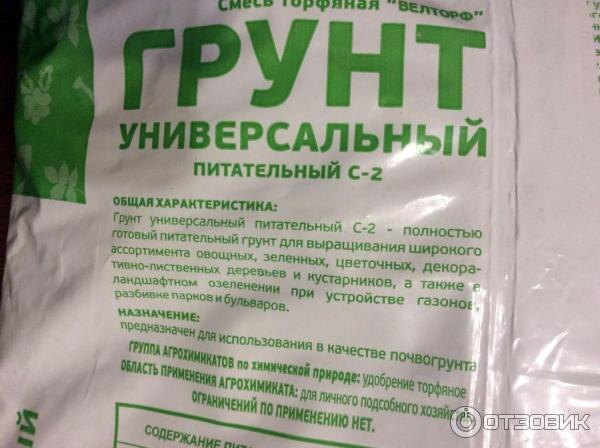 Смесь торфяная "ВЕЛТОРФ"
ГРУНТ
УНИВЕРСАЛЬНЫЙ
ПИТАТЕЛЬНЫЙ С-2
ОБЩАЯ ХАРАКТЕРИСТИКА:
Грунт универсальный питательный С-2 - полностью
готовый питательный грунт для выращивания широкого
ассортимента овощных, зеленных, цветочных, декора-
тивно-лиственных деревьев и кустарников, а также в
ландшафтном озеленении при устройстве газонов,
разбивке парков и бульваров.
НАЗНАЧЕНИЕ:
предназначен для использования в качестве почвогрунта
ГРУППА АГРОХИМИКАТОВ по химической природе: удобрение торфяное
ОБЛАСТЬ ПРИМЕНЕНИЯ АГРОХИМИКАТА: для личного подсобного хозяйства
ОГРАНИЧЕНИЙ ПО ПРИМЕНЕНИЮ НЕТ.
СОДЕРЖАНИЕ
ОТЗОВИК